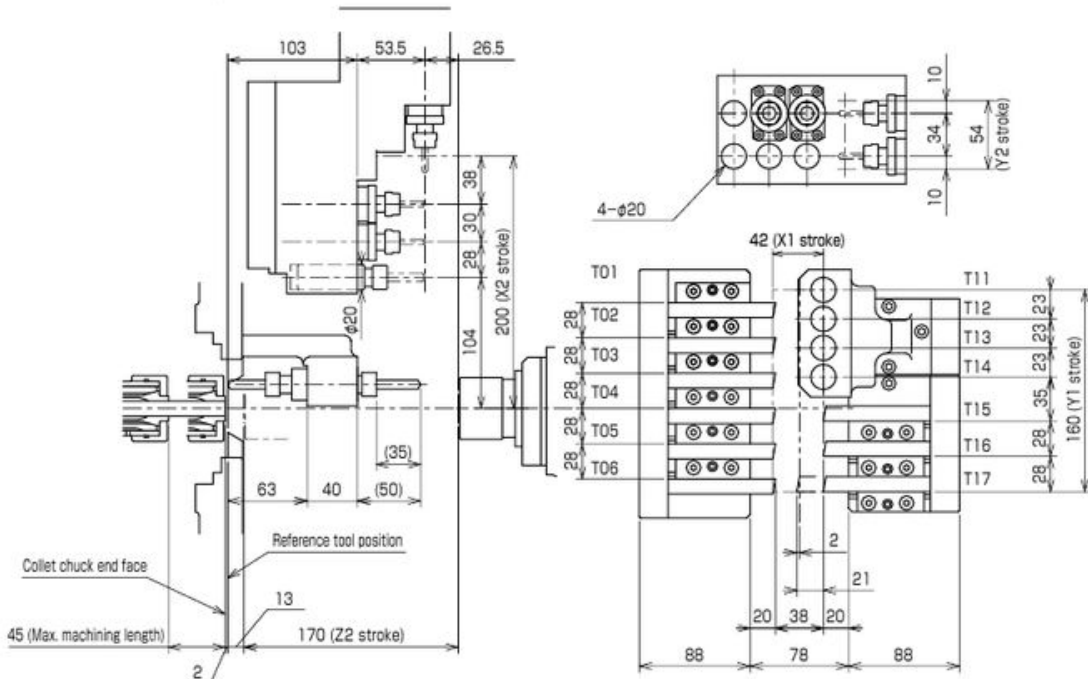 103
53.5
26.5
38
30
28
200 (X2 stroke)
104
φ20
(35)
63
40
(50)
Reference tool position
Collet chuck end face
13
45 (Max. machining length)
170 (Z2 stroke)
2
10
34
54
(Y2 stroke)
10
4-φ20
42 (X1 stroke)
T01
T02
T03
T04
T05
T06
28
28
28
28
28
T11
T12
T13
T14
T15
T16
T17
23
23
23
35
28
28
160 (Y1 stroke)
2
21
20
38
20
88
78
88